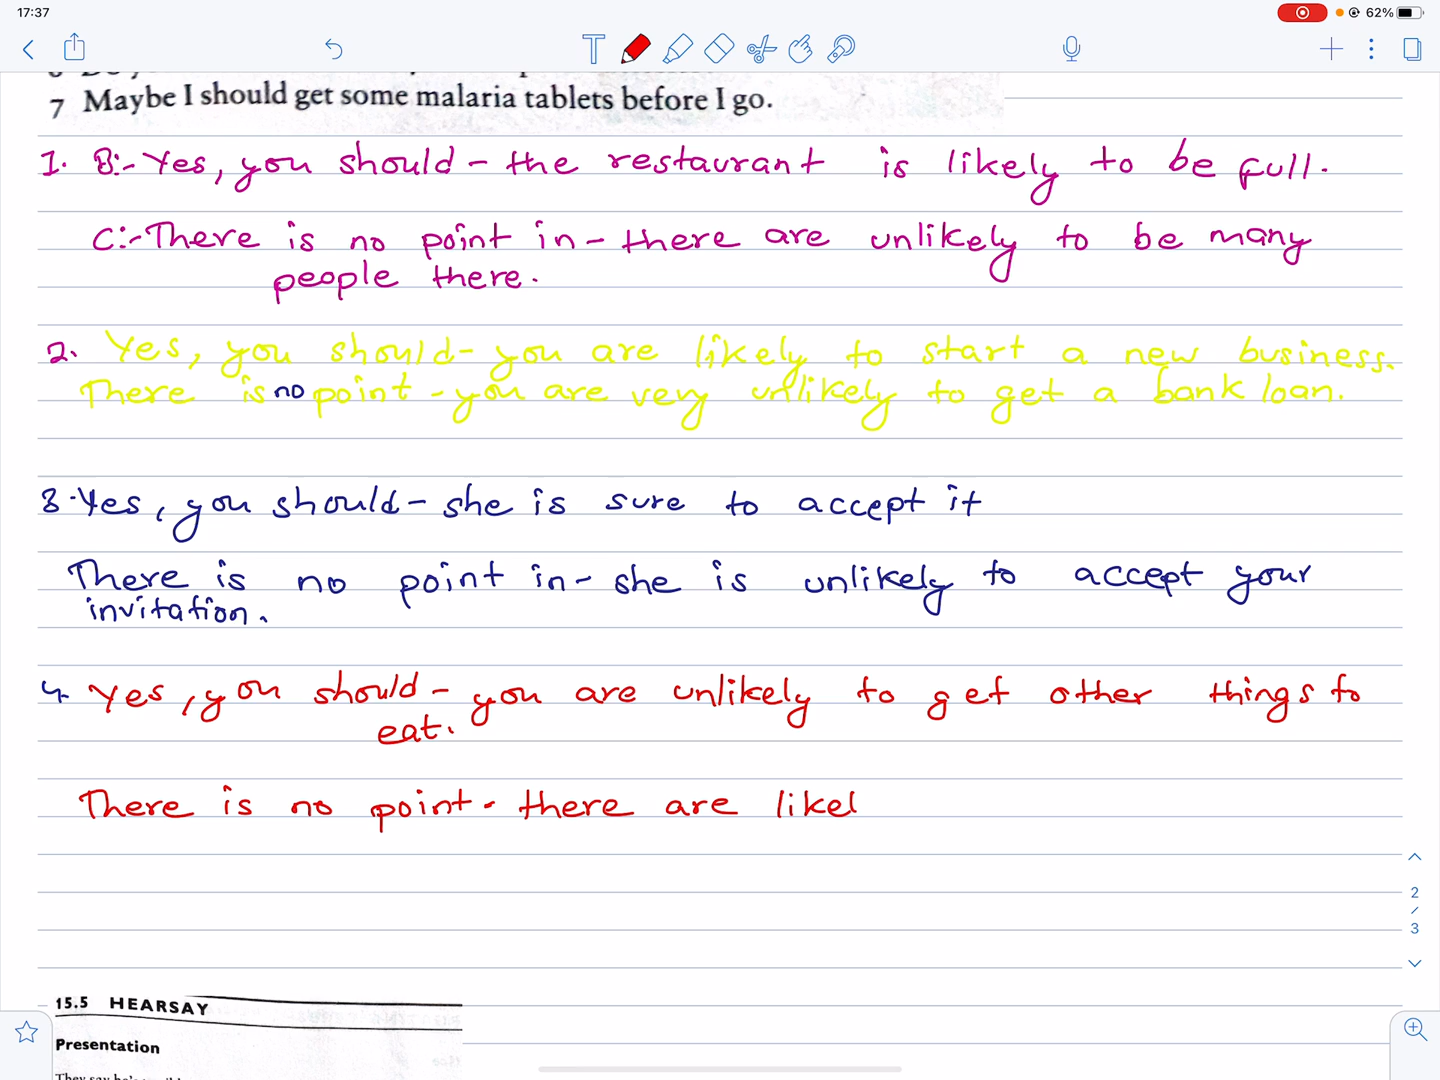 17:37
62%
7 Maybe I should get some malaria tablets before I go.
1. B:- Yes, you should - the restaurant is likely to be full.
C:- There is no point in - there are unlikely to be many
people there.
2. Yes, you should - you are likely to start a new business.
There is no point - you are very unlikely to get a bank loan.
3. Yes, you should - she is sure to accept it
There is no point in - she is unlikely to accept your
invitation.
4. Yes, you should - you are unlikely to get other things to
eat.
There is no point - there are likel
2
/
3
15.5 HEARSAY
Presentation
They say he's